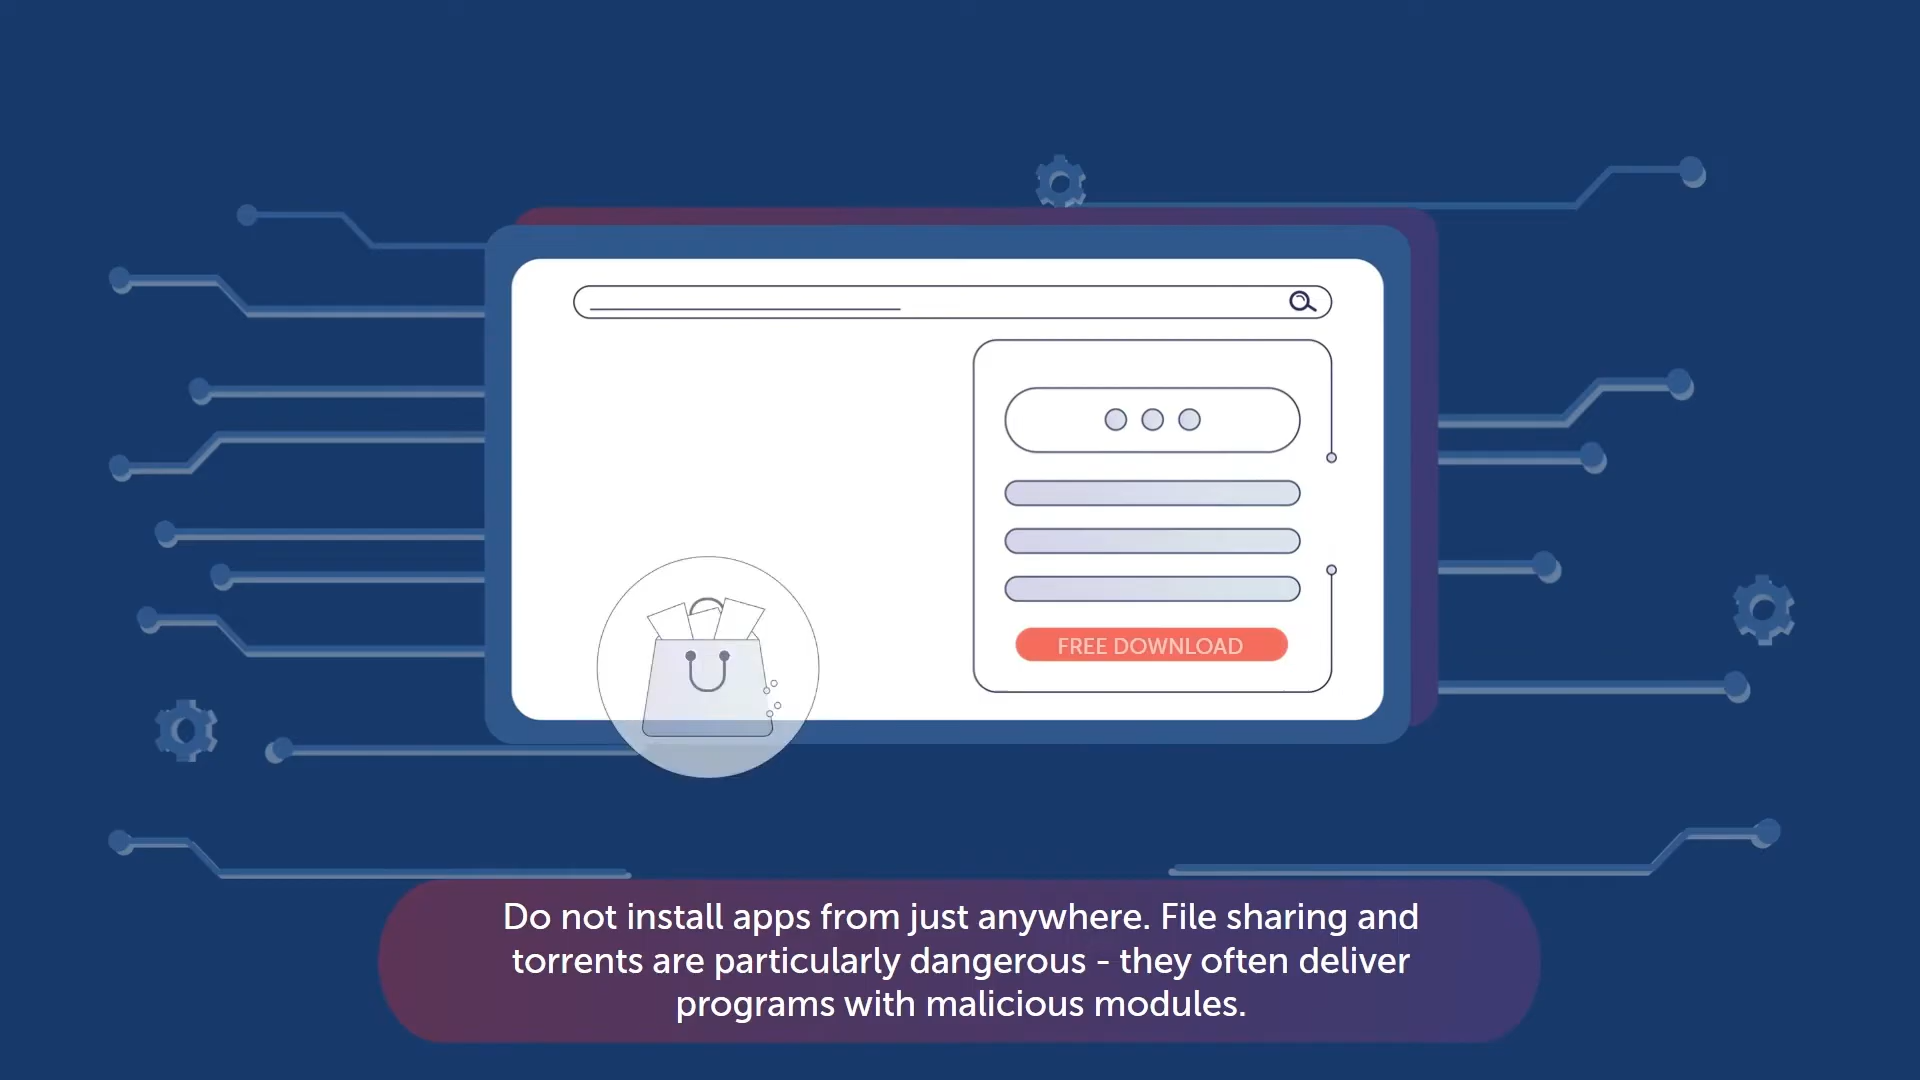 FREE DOWNLOAD
Do not install apps from just anywhere. File sharing and
torrents are particularly dangerous - they often deliver
programs with malicious modules.